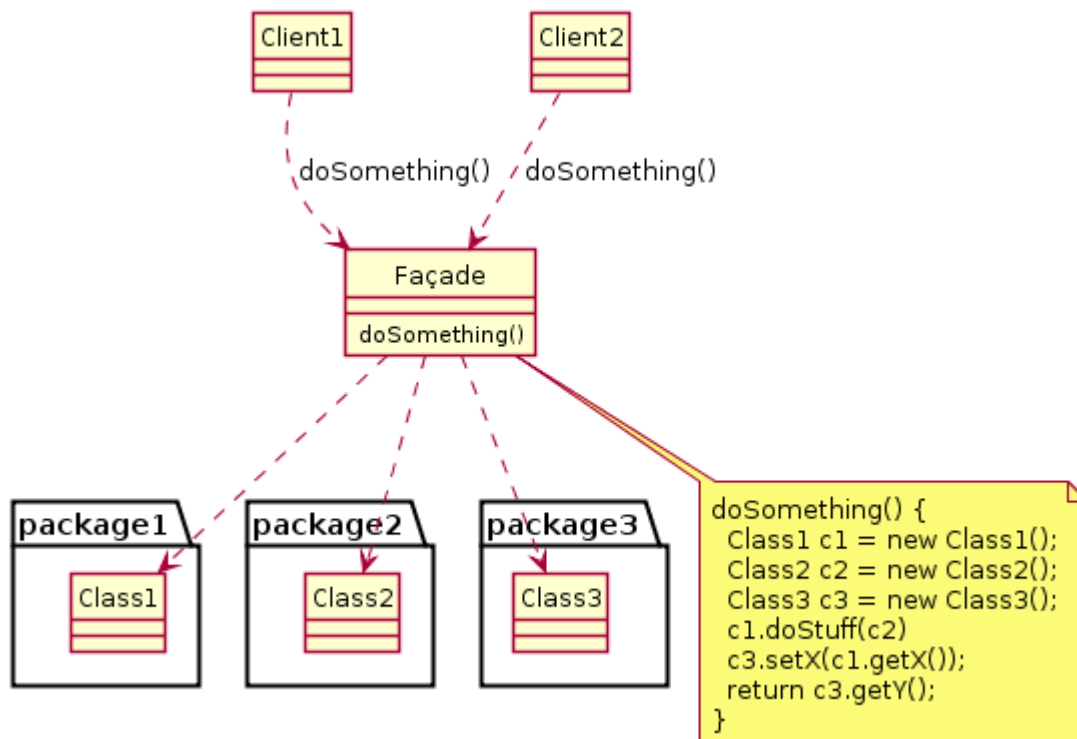 Client1
Client2
doSomething()
doSomething()
Façade
doSomething()
package1
package2
package3
Class1
Class2
Class3
doSomething() {
Class1 c1 = new Class1();
Class2 c2 = new Class2();
Class3 c3 = new Class3();
c1.doStuff(c2)
c3.setX(c1.getX());
return c3.getY();
}